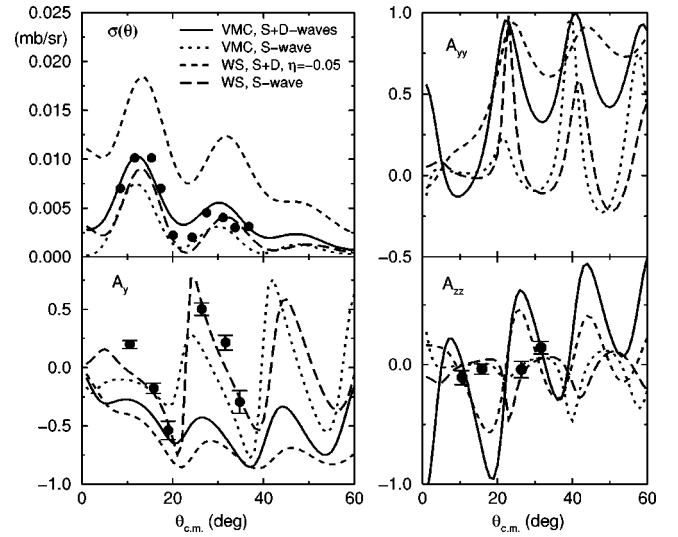 (mb/sr)
σ(θ)
VMC, S+D-waves
VMC, S-wave
WS, S+D, η=-0.05
WS, S-wave
0.025
0.020
0.015
0.010
0.005
0.000
1.0
0.5
0.0
-0.5
A_yy
A_y
0.5
0.0
-0.5
-1.0
0 20 40 60
θ_c.m. (deg)
A_zz
0.0
-1.0
0 20 40 60
θ_c.m. (deg)